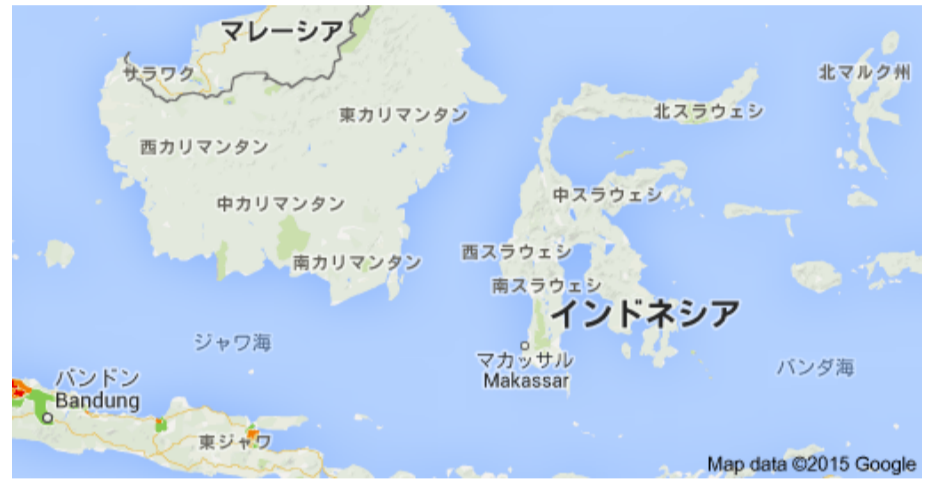 マレーシア
サラワク
北マルク州
東カリマンタン
北スラウェシ
西カリマンタン
中スラウェシ
中カリマンタン
西スラウェシ
南カリマンタン
南スラウェシ
インドネシア
ジャワ海
マカッサル
Makassar
バンダ海
バンドン
Bandung
東ジャワ
Map data ©2015 Google